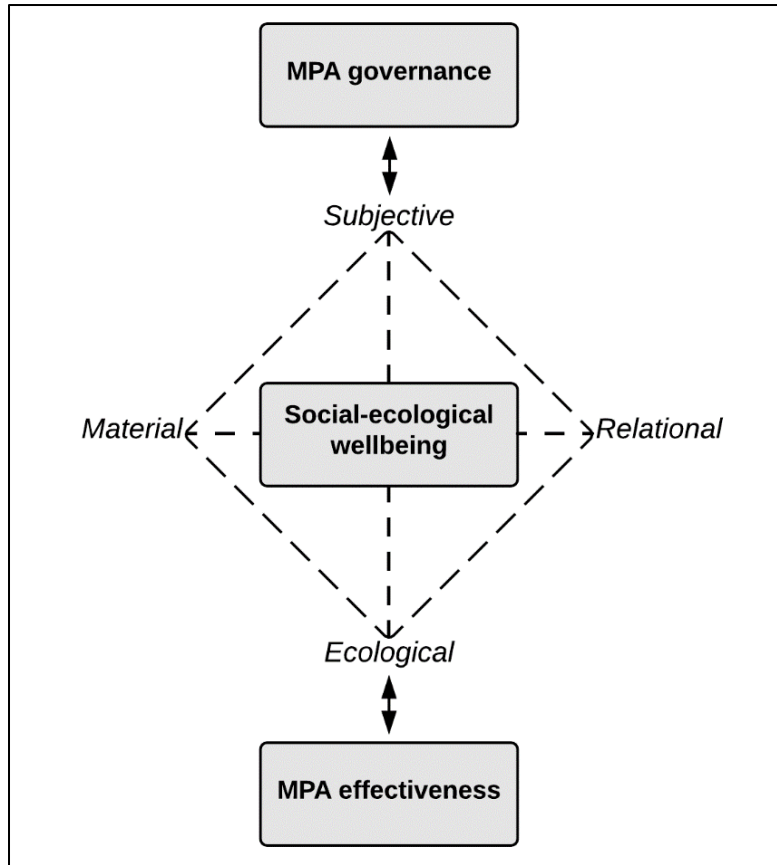 MPA governance
Subjective
Material
Social-ecological
wellbeing
Relational
Ecological
MPA effectiveness